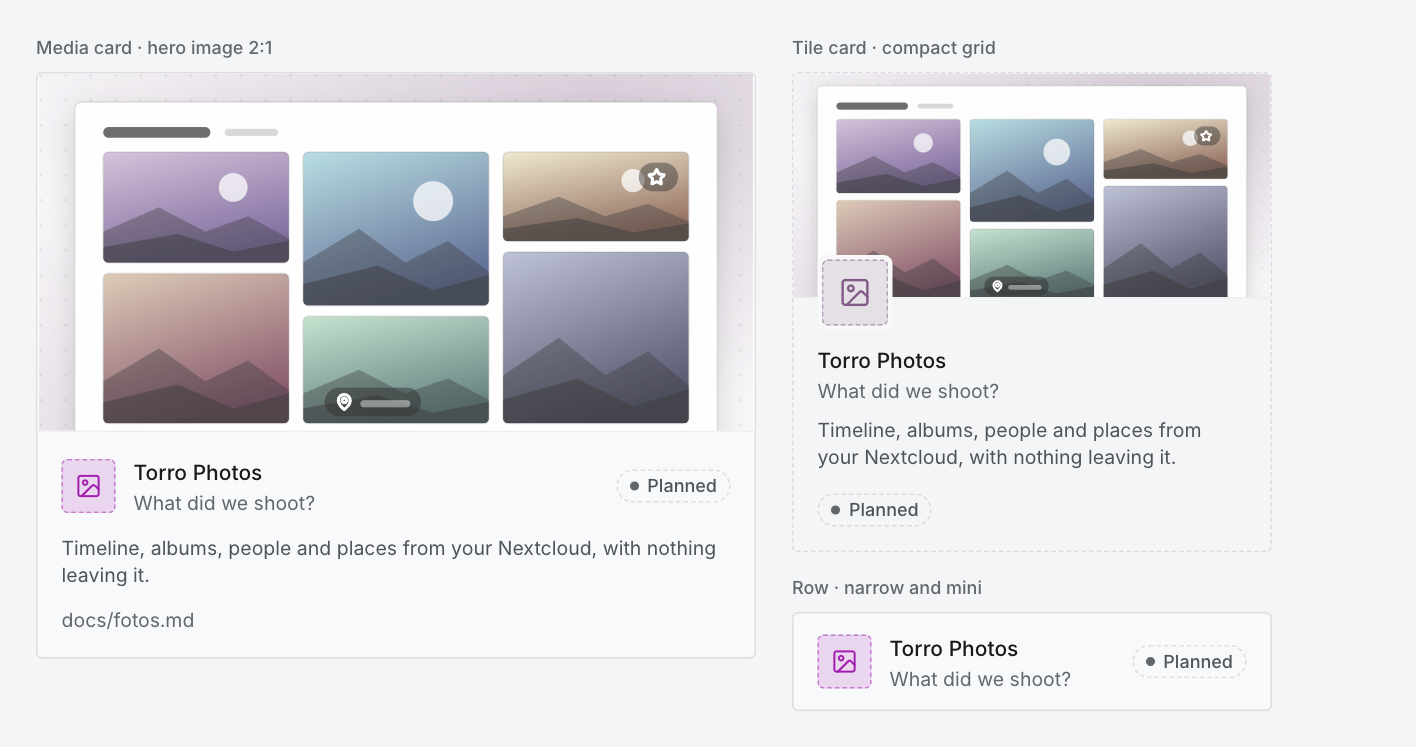 Media card · hero image 2:1
Torro Photos
What did we shoot?
Planned
Timeline, albums, people and places from your Nextcloud, with nothing
leaving it.
docs/fotos.md
Tile card · compact grid
Torro Photos
What did we shoot?
Timeline, albums, people and places from
your Nextcloud, with nothing leaving it.
Planned
Row · narrow and mini
Torro Photos
What did we shoot?
Planned